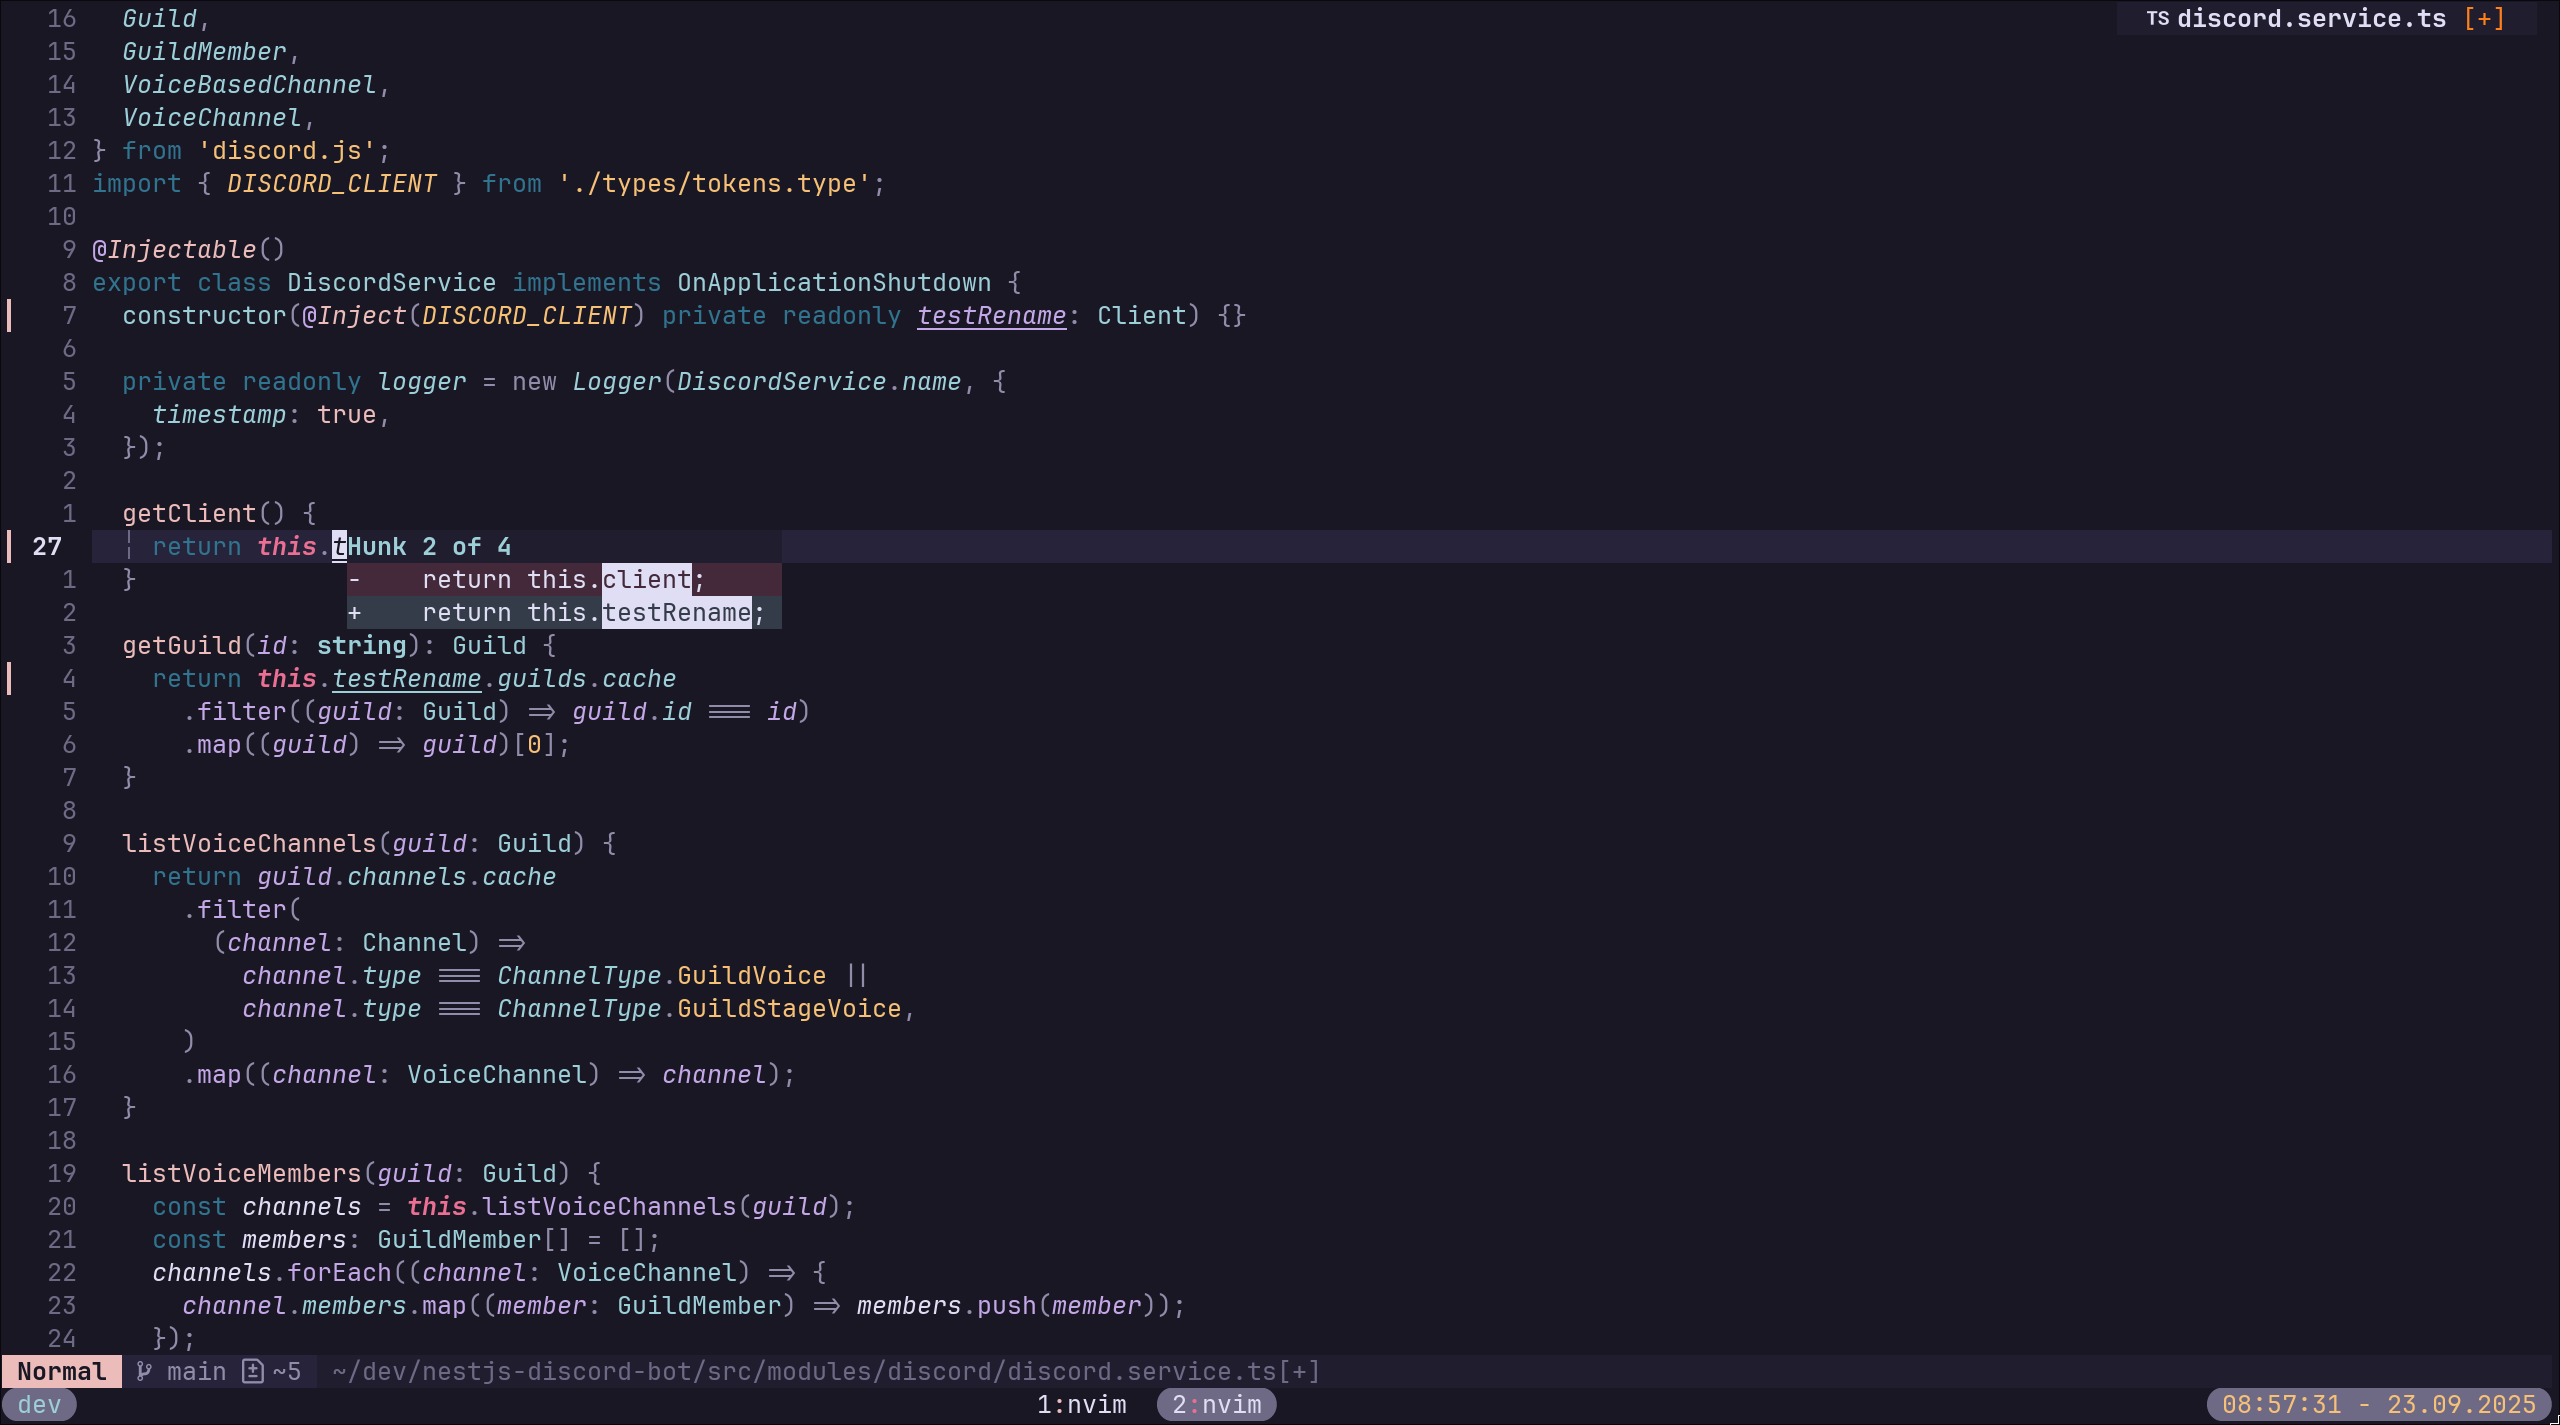 16   Guild,
TS discord.service.ts [+]
15   GuildMember,
14   VoiceBasedChannel,
13   VoiceChannel,
12 } from 'discord.js';
11 import { DISCORD_CLIENT } from './types/tokens.type';
10
9 @Injectable()
8 export class DiscordService implements OnApplicationShutdown {
7   constructor(@Inject(DISCORD_CLIENT) private readonly testRename: Client) {}
6
5   private readonly logger = new Logger(DiscordService.name, {
4     timestamp: true,
3   });
2
1   getClient() {
27     return this.tHunk 2 of 4
1   }              -    return this.client;
2                  +    return this.testRename;
3   getGuild(id: string): Guild {
4     return this.testRename.guilds.cache
5       .filter((guild: Guild) => guild.id === id)
6       .map((guild) => guild)[0];
7   }
8
9   listVoiceChannels(guild: Guild) {
10     return guild.channels.cache
11       .filter(
12         (channel: Channel) =>
13           channel.type === ChannelType.GuildVoice ||
14           channel.type === ChannelType.GuildStageVoice,
15       )
16       .map((channel: VoiceChannel) => channel);
17   }
18
19   listVoiceMembers(guild: Guild) {
20     const channels = this.listVoiceChannels(guild);
21     const members: GuildMember[] = [];
22     channels.forEach((channel: VoiceChannel) => {
23       channel.members.map((member: GuildMember) => members.push(member));
24     });
Normal main ~5 ~/dev/nestjs-discord-bot/src/modules/discord/discord.service.ts[+]
dev 1:nvim 2:nvim 08:57:31 - 23.09.2025